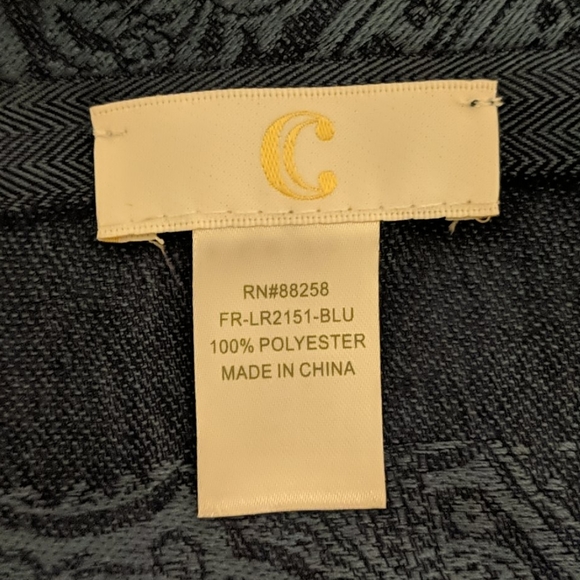 C
RN#88258
FR-LR2151-BLU
100% POLYESTER
MADE IN CHINA